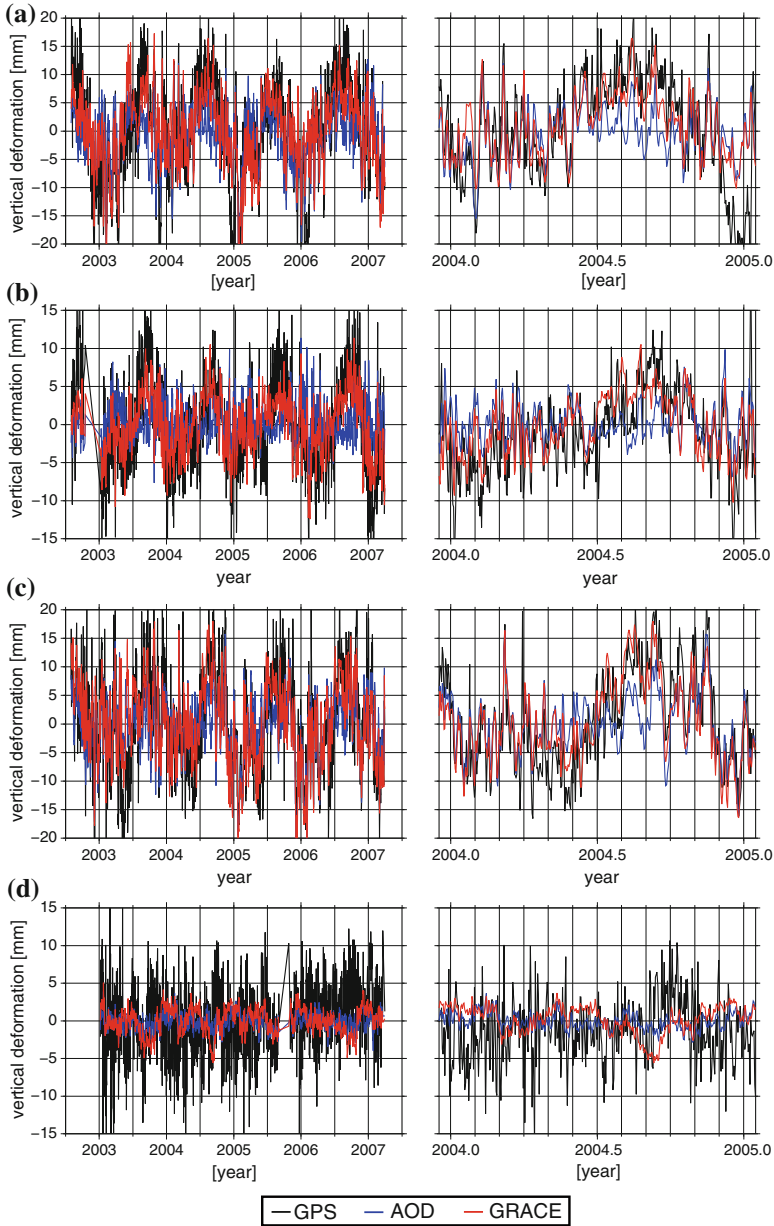 (a)
vertical deformation [mm]
20
15
10
5
0
−5
−10
−15
−20
2003 2004 2005 2006 2007
[year]
2004.0 2004.5 2005.0
[year]
(b)
vertical deformation [mm]
15
10
5
0
−5
−10
−15
2003 2004 2005 2006 2007
year
2004.0 2004.5 2005.0
year
(c)
vertical deformation [mm]
20
15
10
5
0
−5
−10
−15
−20
2003 2004 2005 2006 2007
year
2004.0 2004.5 2005.0
year
(d)
vertical deformation [mm]
15
10
5
0
−5
−10
−15
2003 2004 2005 2006 2007
[year]
2004.0 2004.5 2005.0
[year]
GPS AOD GRACE